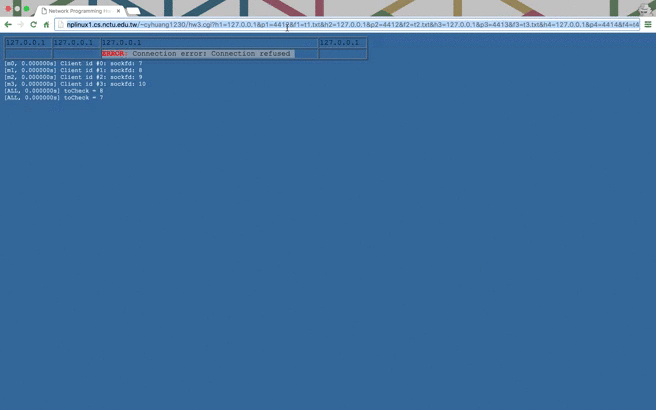 Network Programming Ho
nplinux1.cs.nctu.edu.tw/~cyhuang1230/hw3.cgi?h1=127.0.0.1&p1=4412&f1=t1.txt&h2=127.0.0.1&p2=4412&f2=t2.txt&h3=127.0.0.1&p3=4413&f3=t3.txt&h4=127.0.0.1&p4=4414&f4=t4
127.0.0.1 127.0.0.1 127.0.0.1 127.0.0.1
ERROR: Connection error: Connection refused
[m0, 0.000000s] Client id #0: sockfd: 7
[m1, 0.000000s] Client id #1: sockfd: 8
[m2, 0.000000s] Client id #2: sockfd: 9
[m3, 0.000000s] Client id #3: sockfd: 10
[ALL, 0.000000s] toCheck = 8
[ALL, 0.000000s] toCheck = 7